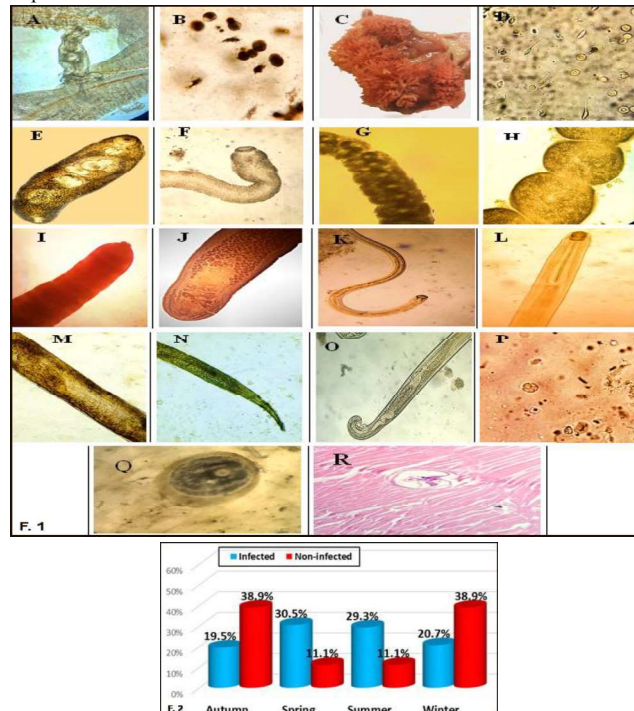 A B C D
E F G H
I J K L
M N O P
Q R
F. 1
Infected Non-infected
60%
50%
40%
30%
20%
10%
0%
19.5% 38.9% 30.5% 11.1% 29.3% 11.1% 20.7% 38.9%
F. 2 Autumn Spring Summer Winter